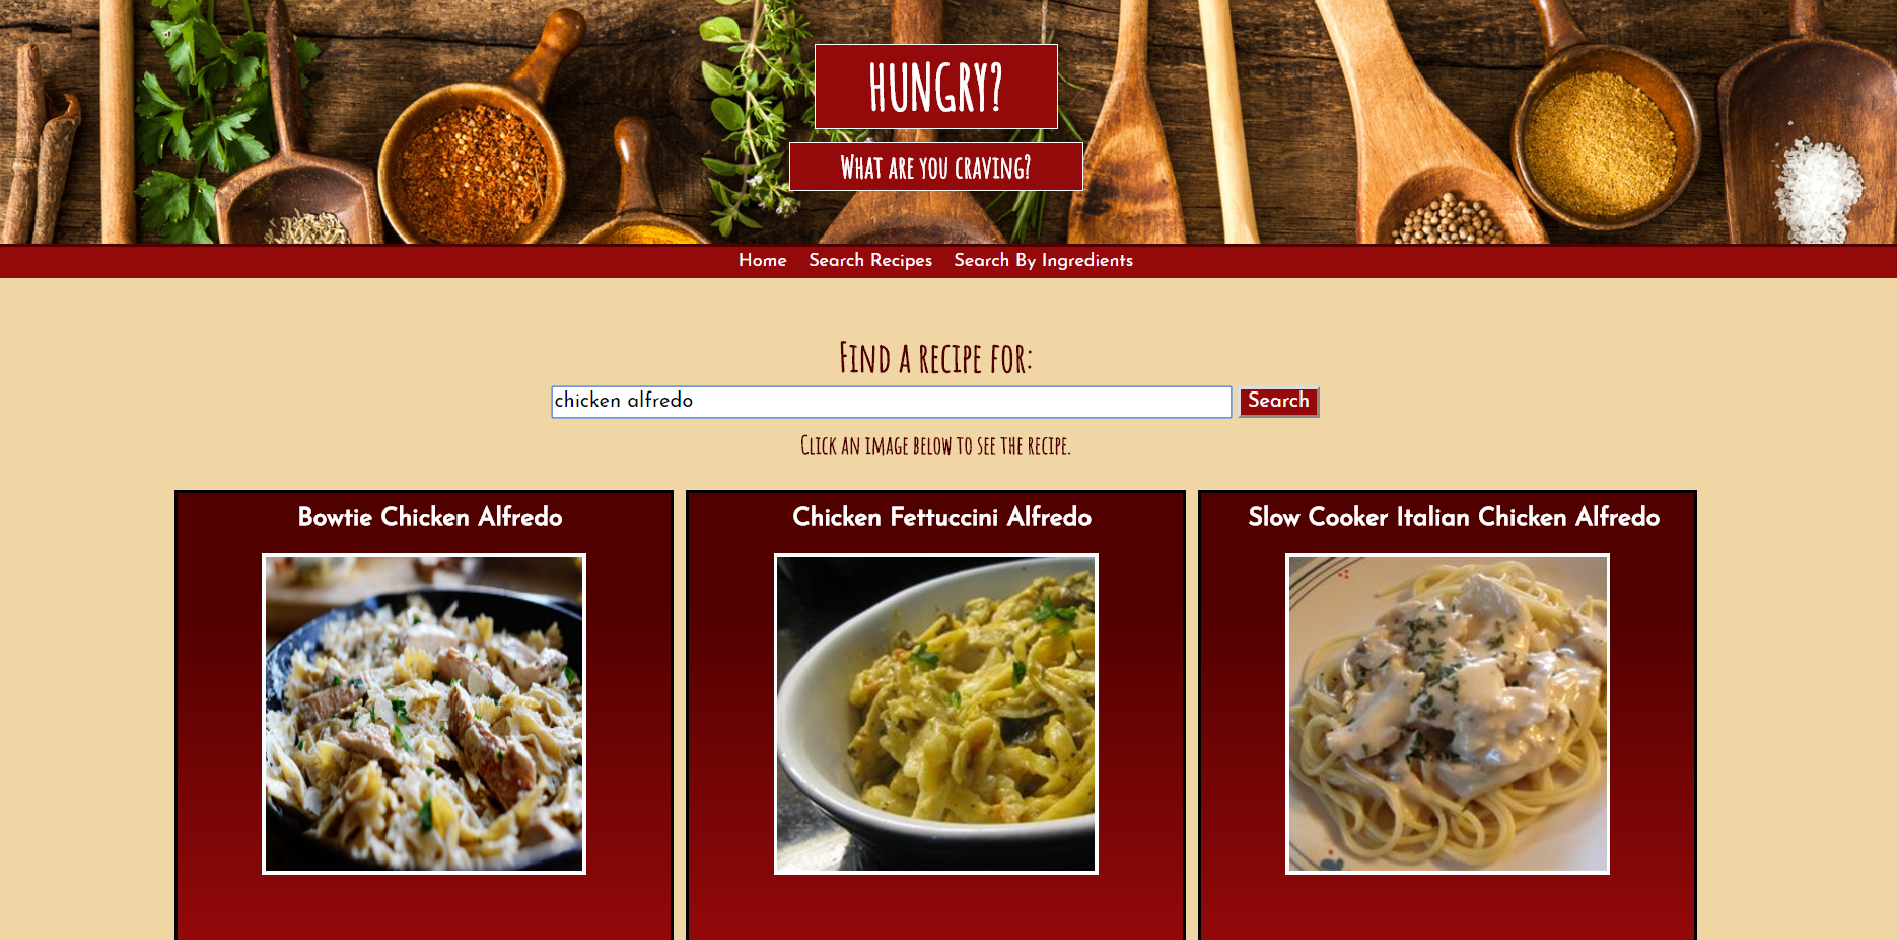 HUNGRY?
WHAT ARE YOU CRAVING?
Home Search Recipes Search By Ingredients
FIND A RECIPE FOR:
chicken alfredo Search
CLICK AN IMAGE BELOW TO SEE THE RECIPE.
Bowtie Chicken Alfredo
Chicken Fettuccini Alfredo
Slow Cooker Italian Chicken Alfredo